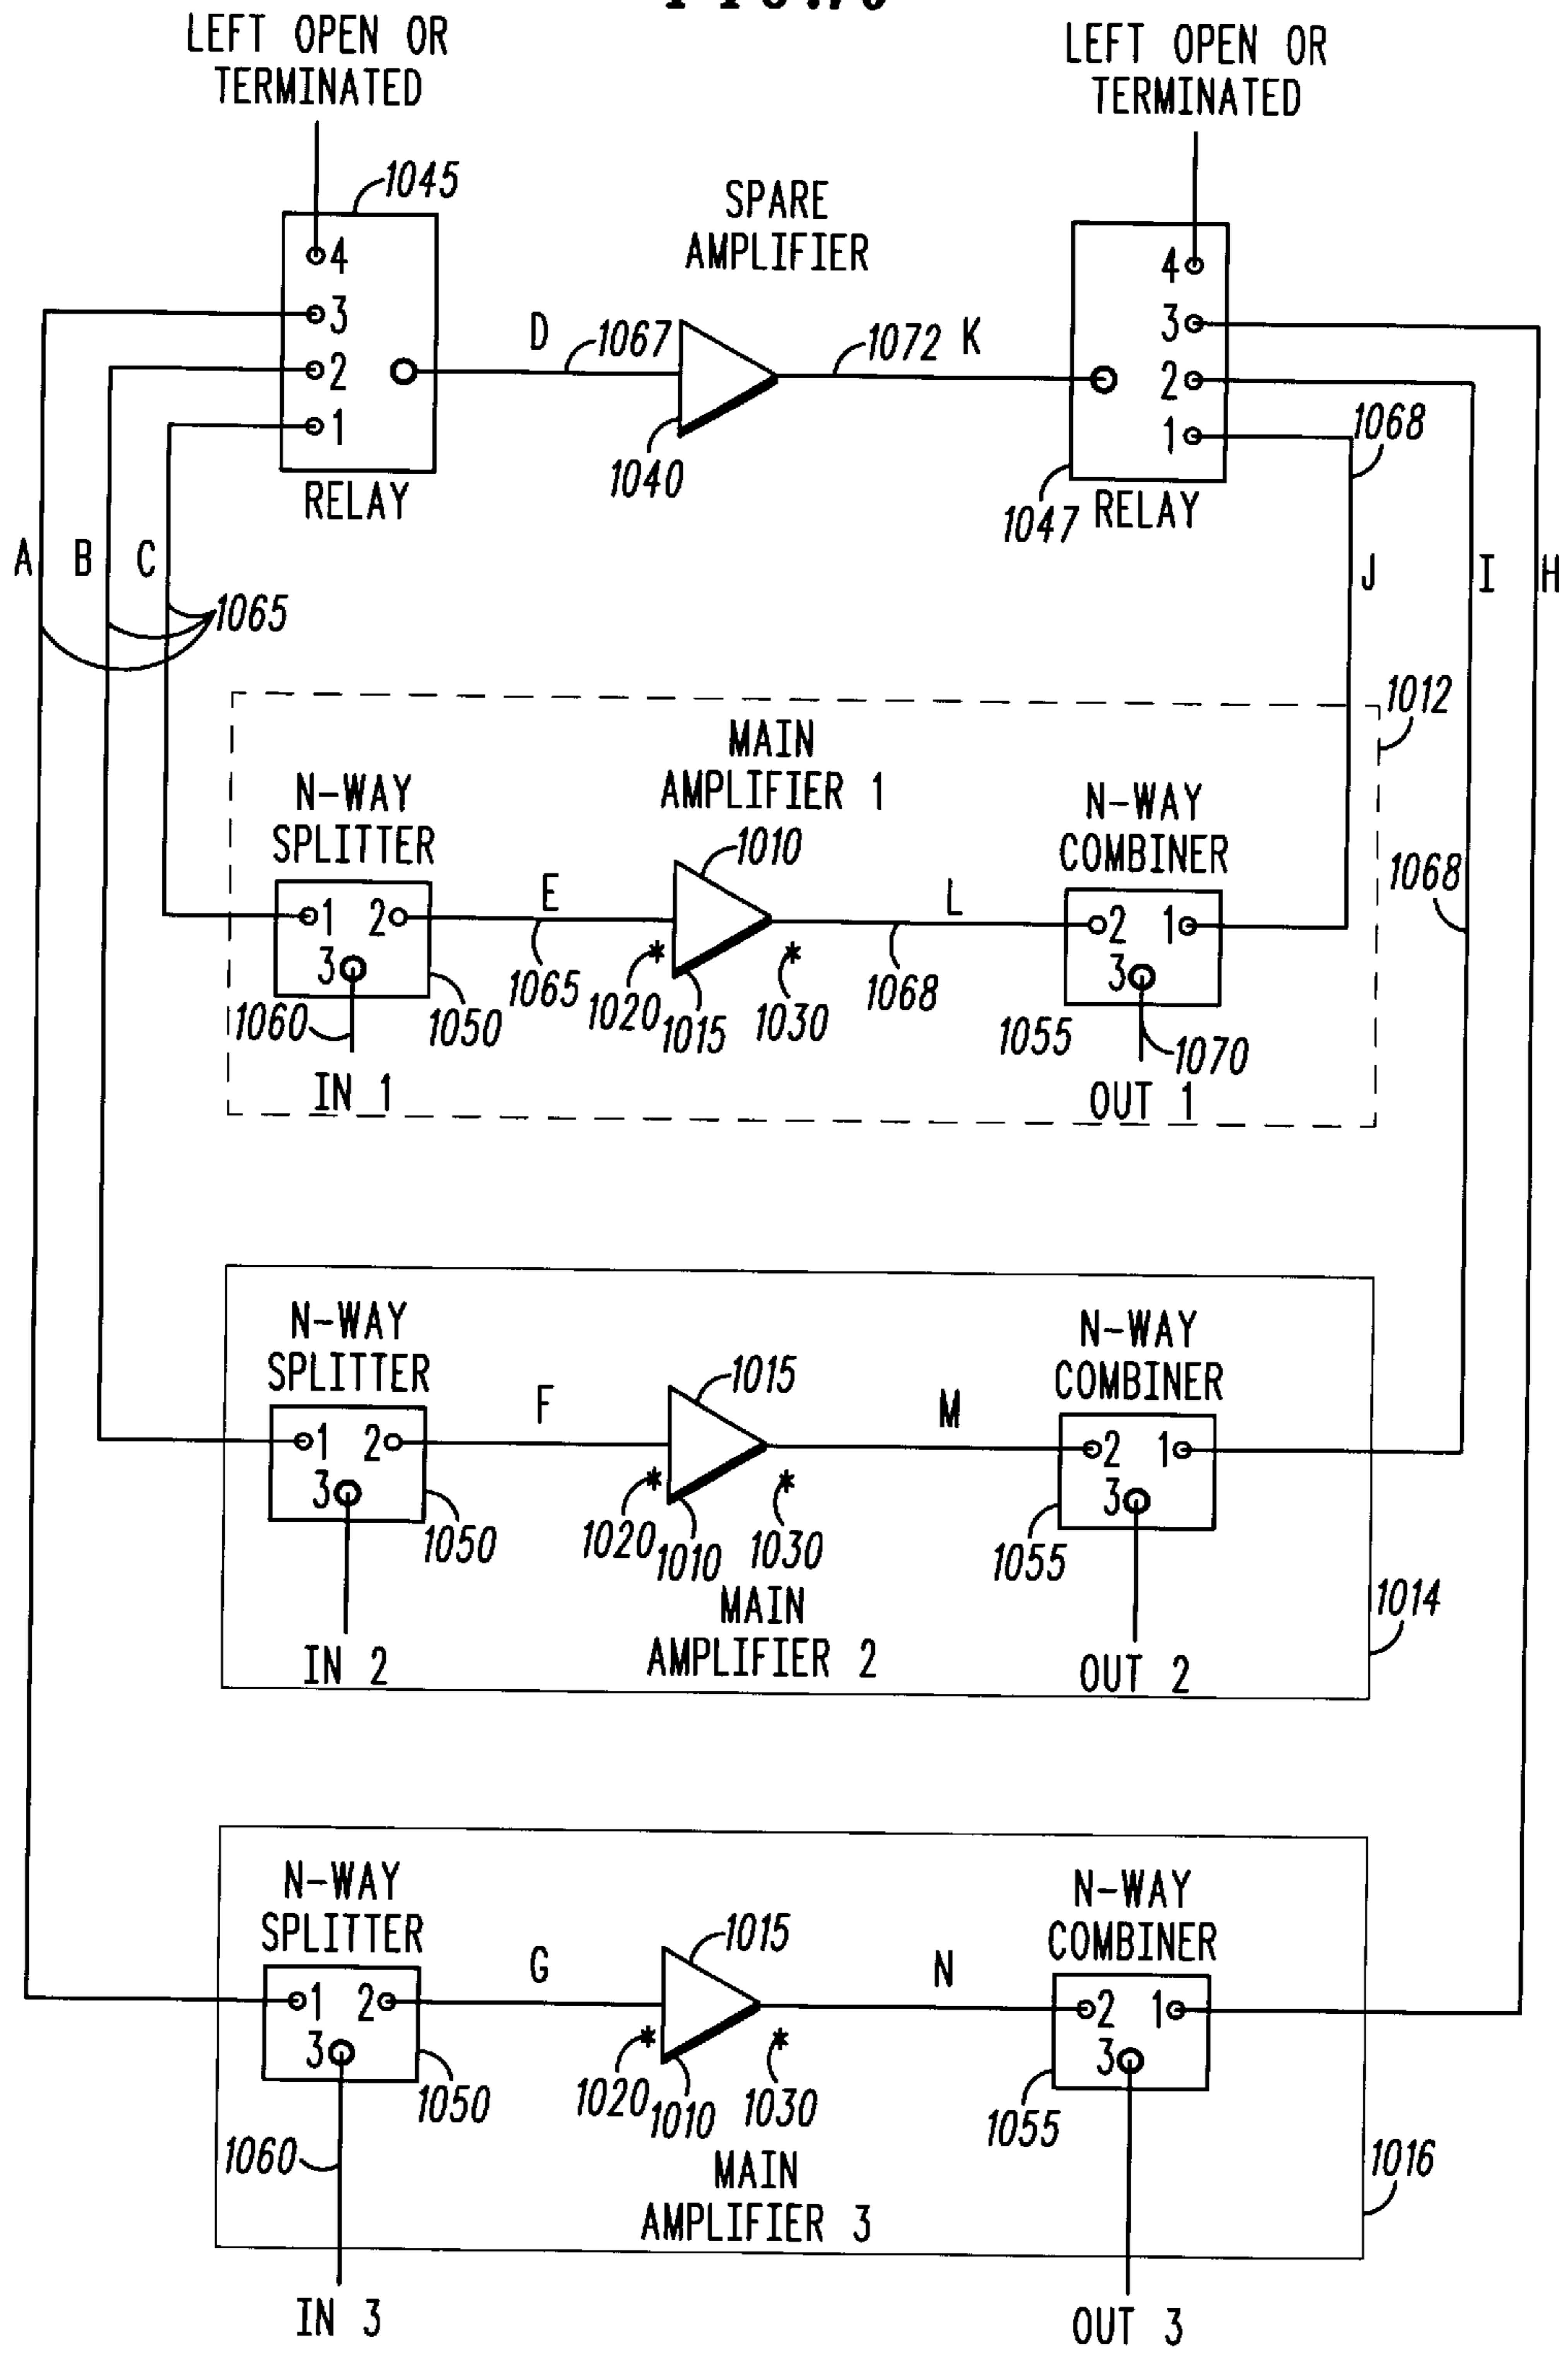 LEFT OPEN OR
TERMINATED
LEFT OPEN OR
TERMINATED
1045
SPARE
AMPLIFIER
4
3
2
1
D
1067
1072
K
4
3
2
1
1068
1040
RELAY
1047
RELAY
A
B
C
1065
J
I
H
1012
MAIN
AMPLIFIER 1
N-WAY
SPLITTER
N-WAY
COMBINER
1010
1068
1
2
3
E
L
2
1
3
1065
1020
*
1015
*
1030
1068
1060
1050
1055
1070
IN 1
OUT 1
N-WAY
SPLITTER
N-WAY
COMBINER
1015
F
M
1
2
3
2
1
3
1050
1020
*
1010
*
1030
1055
MAIN
AMPLIFIER 2
1014
IN 2
OUT 2
N-WAY
SPLITTER
N-WAY
COMBINER
1015
G
N
1
2
3
2
1
3
1050
1020
*
1010
*
1030
1055
1060
MAIN
AMPLIFIER 3
1016
IN 3
OUT 3